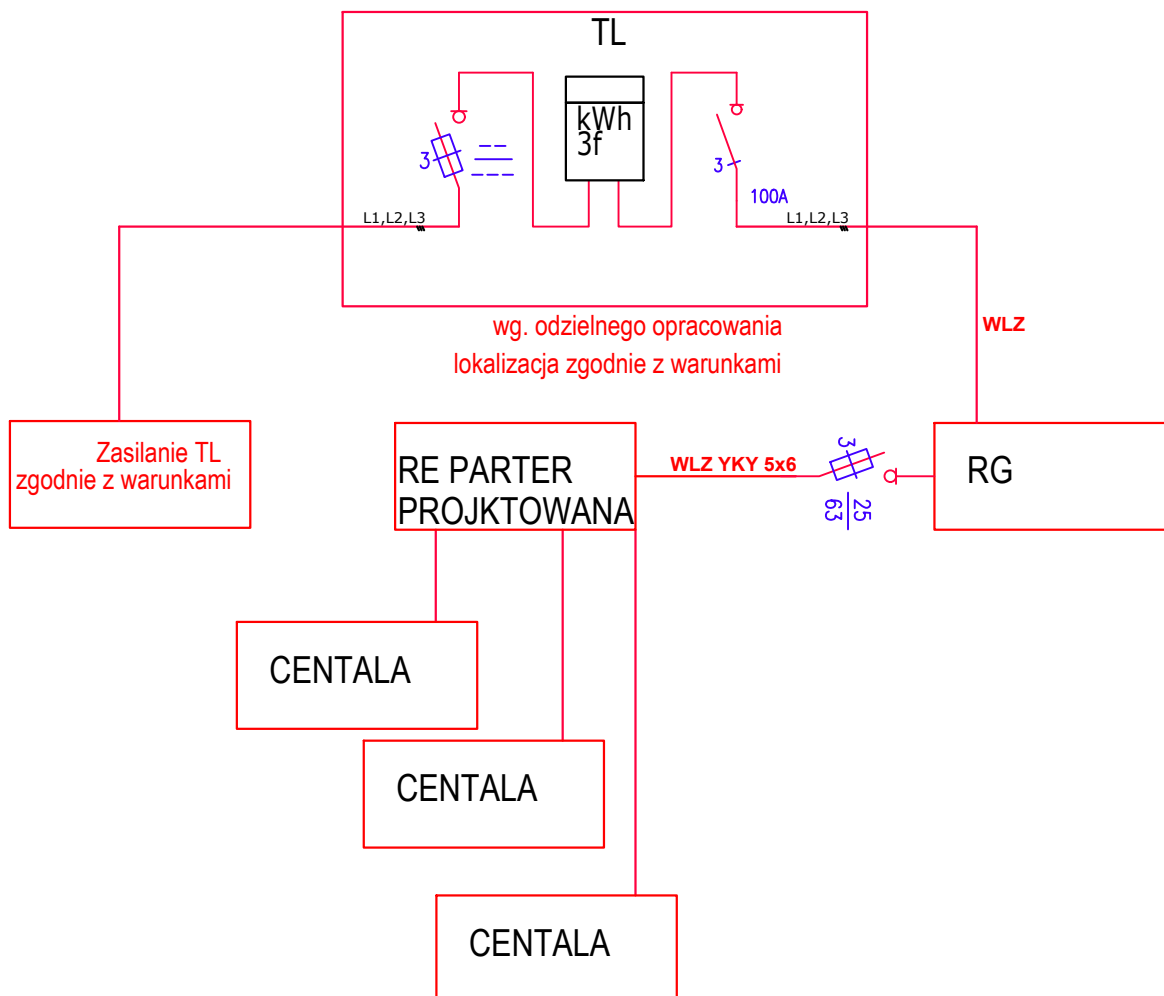 TL
kWh
3f
3
3
100A
L1,L2,L3
L1,L2,L3
wg. odzielnego opracowania
lokalizacja zgodnie z warunkami
WLZ
Zasilanie TL
zgodnie z warunkami
RE PARTER
PROJKTOWANA
WLZ YKY 5x6
3
25
63
RG
CENTALA
CENTALA
CENTALA